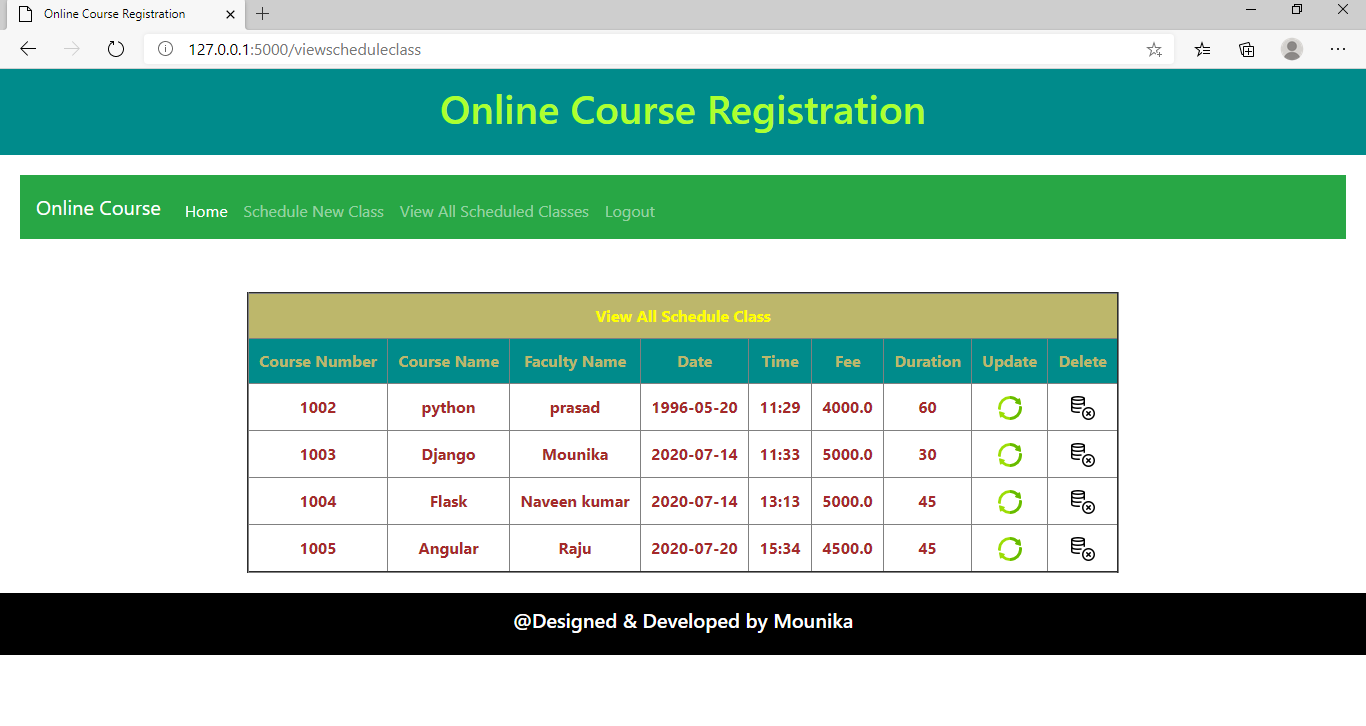 Online Course Registration
127.0.0.1:5000/viewscheduleclass
Online Course Registration
Online Course Home Schedule New Class View All Scheduled Classes Logout
View All Schedule Class
Course Number Course Name Faculty Name Date Time Fee Duration Update Delete
1002 python prasad 1996-05-20 11:29 4000.0 60
1003 Django Mounika 2020-07-14 11:33 5000.0 30
1004 Flask Naveen kumar 2020-07-14 13:13 5000.0 45
1005 Angular Raju 2020-07-20 15:34 4500.0 45
@Designed & Developed by Mounika